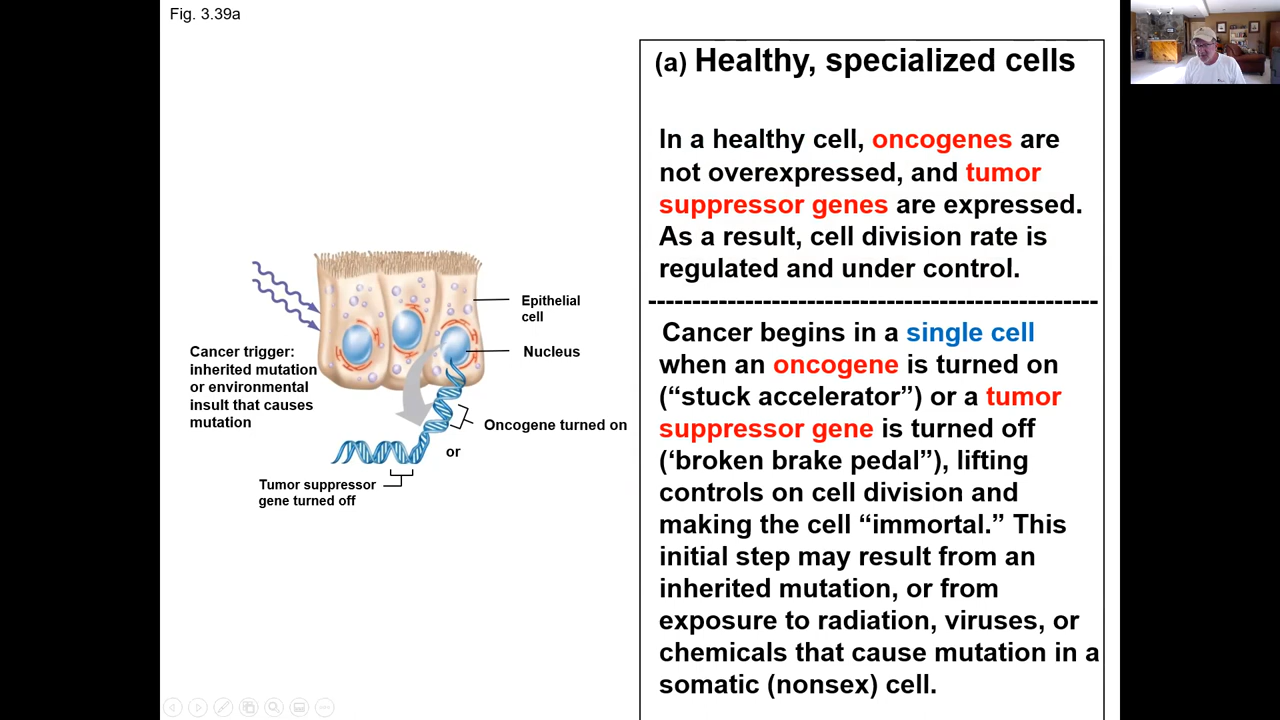 Fig. 3.39a
(a) Healthy, specialized cells
In a healthy cell, oncogenes are
not overexpressed, and tumor
suppressor genes are expressed.
As a result, cell division rate is
regulated and under control.
--------------------------------------------------
Cancer begins in a single cell
when an oncogene is turned on
(“stuck accelerator”) or a tumor
suppressor gene is turned off
(‘broken brake pedal”), lifting
controls on cell division and
making the cell “immortal.” This
initial step may result from an
inherited mutation, or from
exposure to radiation, viruses, or
chemicals that cause mutation in a
somatic (nonsex) cell.
Epithelial
cell
Nucleus
Cancer trigger:
inherited mutation
or environmental
insult that causes
mutation
Oncogene turned on
or
Tumor suppressor
gene turned off